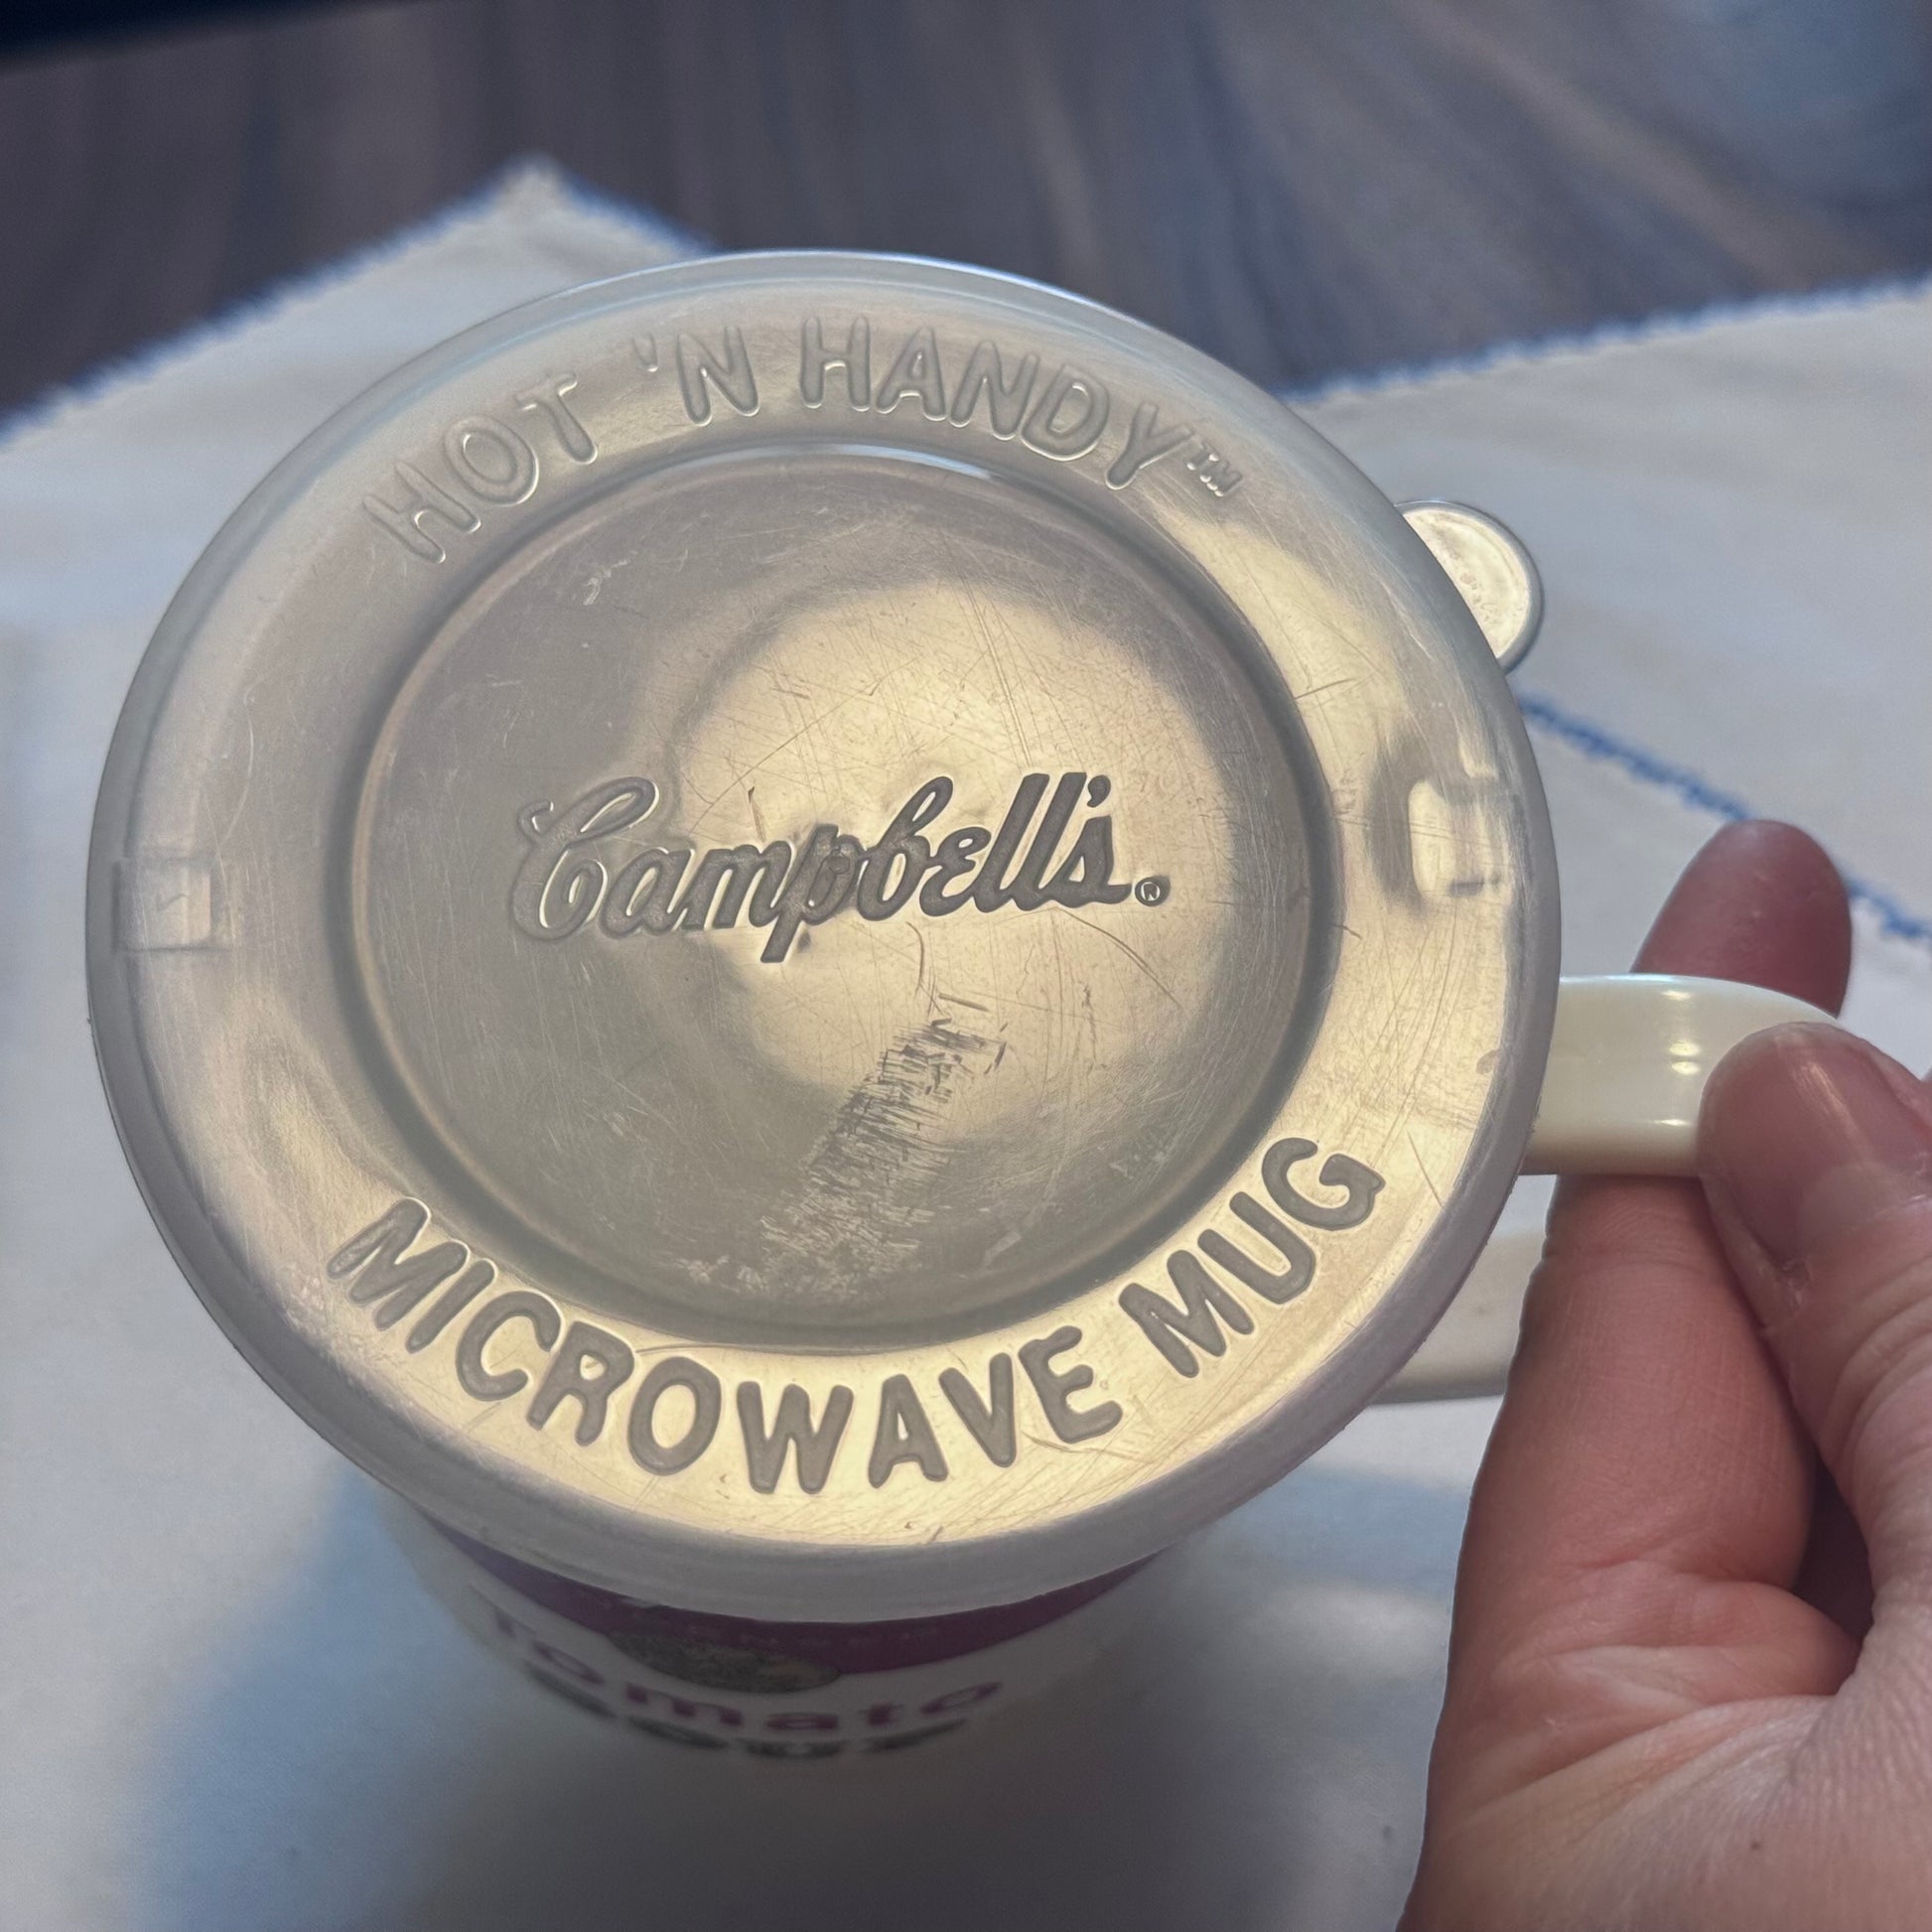 HOT 'N HANDY™
Campbell's®
MICROWAVE MUG
Tomato